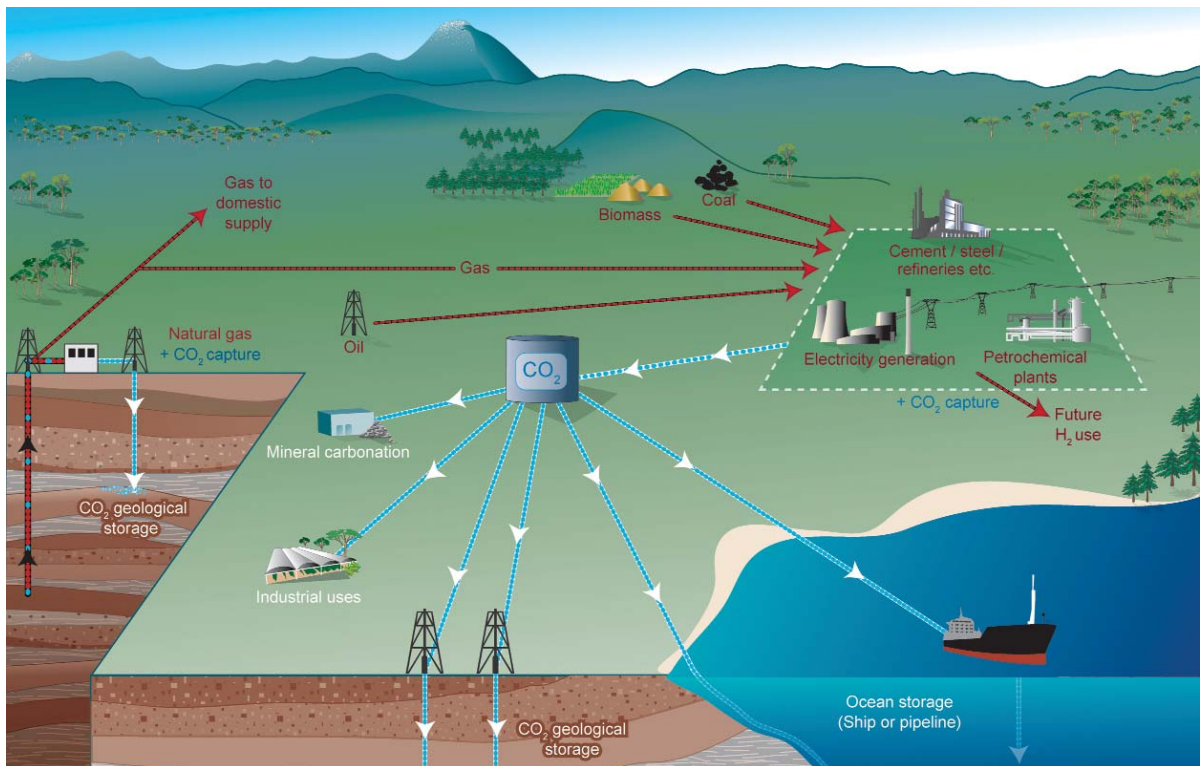 Gas to
domestic
supply
Biomass
Coal
Cement / steel /
refineries etc.
Gas
Natural gas
+ CO₂ capture
Oil
CO₂
Electricity generation
Petrochemical
plants
+ CO₂ capture
Future
H₂ use
Mineral carbonation
CO₂ geological
storage
Industrial uses
Ocean storage
(Ship or pipeline)
CO₂ geological
storage